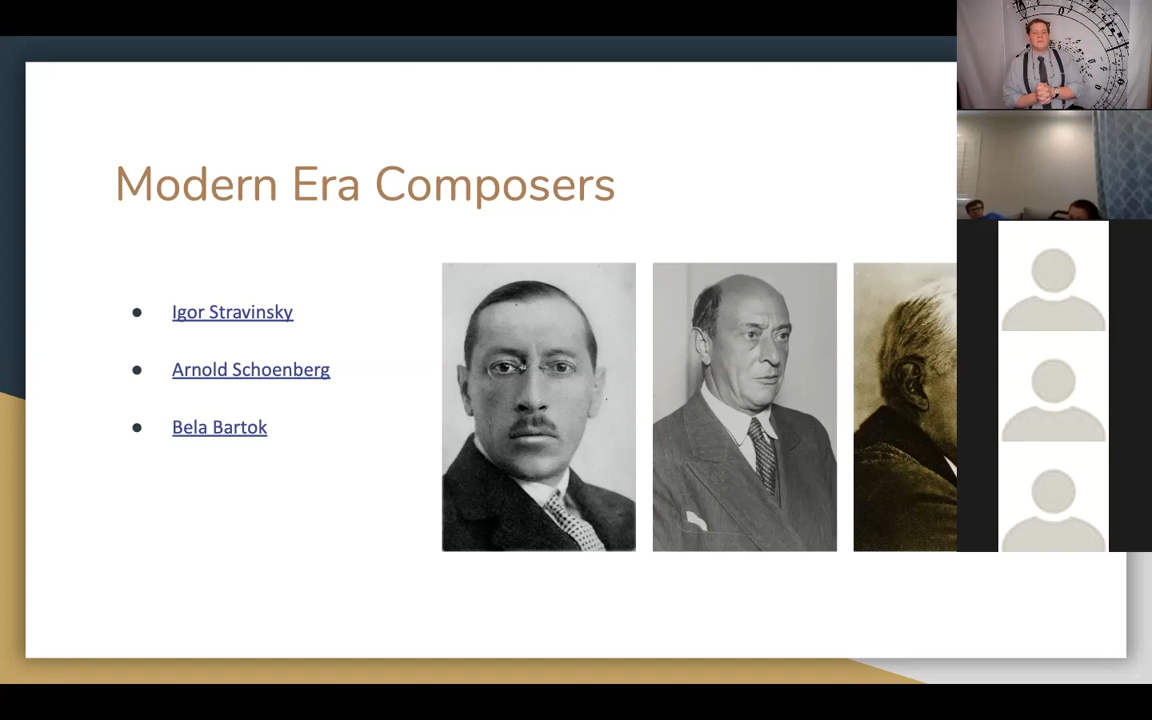 Modern Era Composers
● Igor Stravinsky
● Arnold Schoenberg
● Bela Bartok